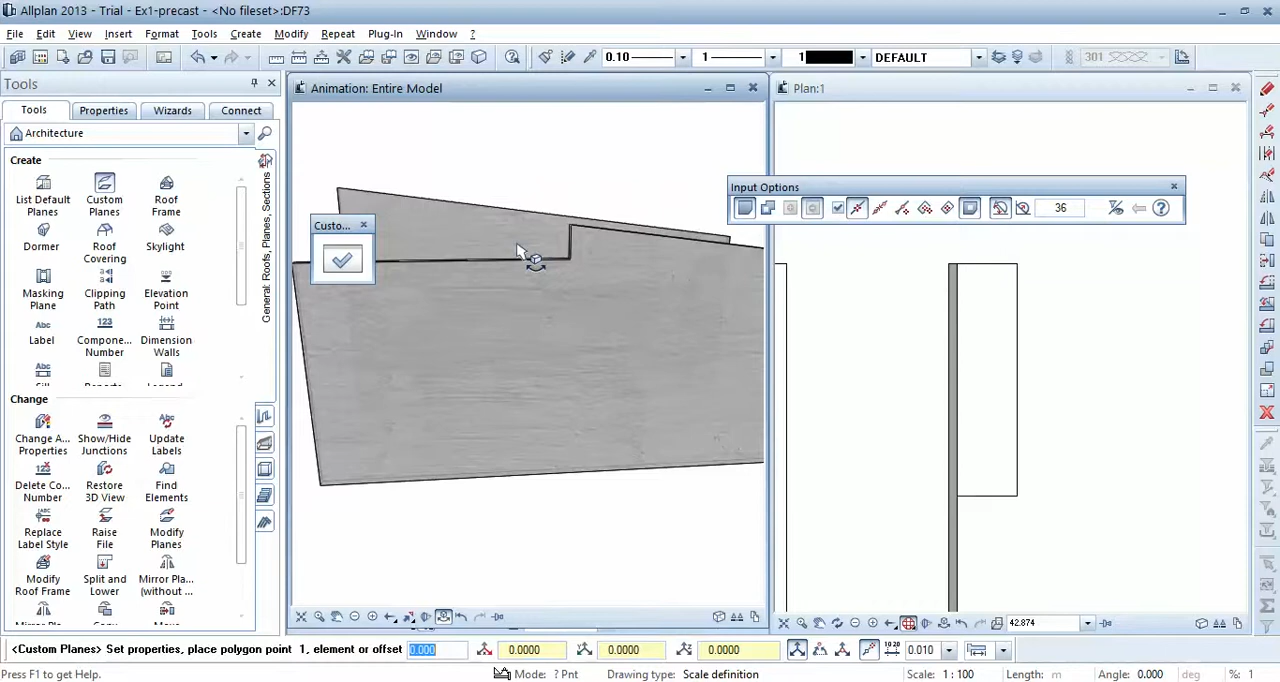 Allplan 2013 - Trial - Ex1-precast - <No fileset>:DF73
File Edit View Insert Format Tools Create Modify Repeat Plug-In Window ?
0.10 1 1 DEFAULT 301
Tools
Tools Properties Wizards Connect
Architecture
Create
List Default Planes
Custom Planes
Roof Frame
Dormer
Roof Covering
Skylight
Masking Plane
Clipping Path
Elevation Point
Label
Compone... Number
Dimension Walls
Fill
Reports
Legend
General: Roofs, Planes, Sections
Change
Change A... Properties
Show/Hide Junctions
Update Labels
Delete Co... Number
Restore 3D View
Find Elements
Replace Label Style
Raise File
Modify Planes
Modify Roof Frame
Split and Lower
Mirror Pla... (without ...
Animation: Entire Model
Custo...
Plan:1
Input Options
36
42.874
<Custom Planes> Set properties, place polygon point 1, element or offset 0.000 0.0000 0.0000 0.0000 0.010
Press F1 to get Help. Mode: ? Pnt Drawing type: Scale definition Scale: 1 : 100 Length: m Angle: 0.000 deg %: 1